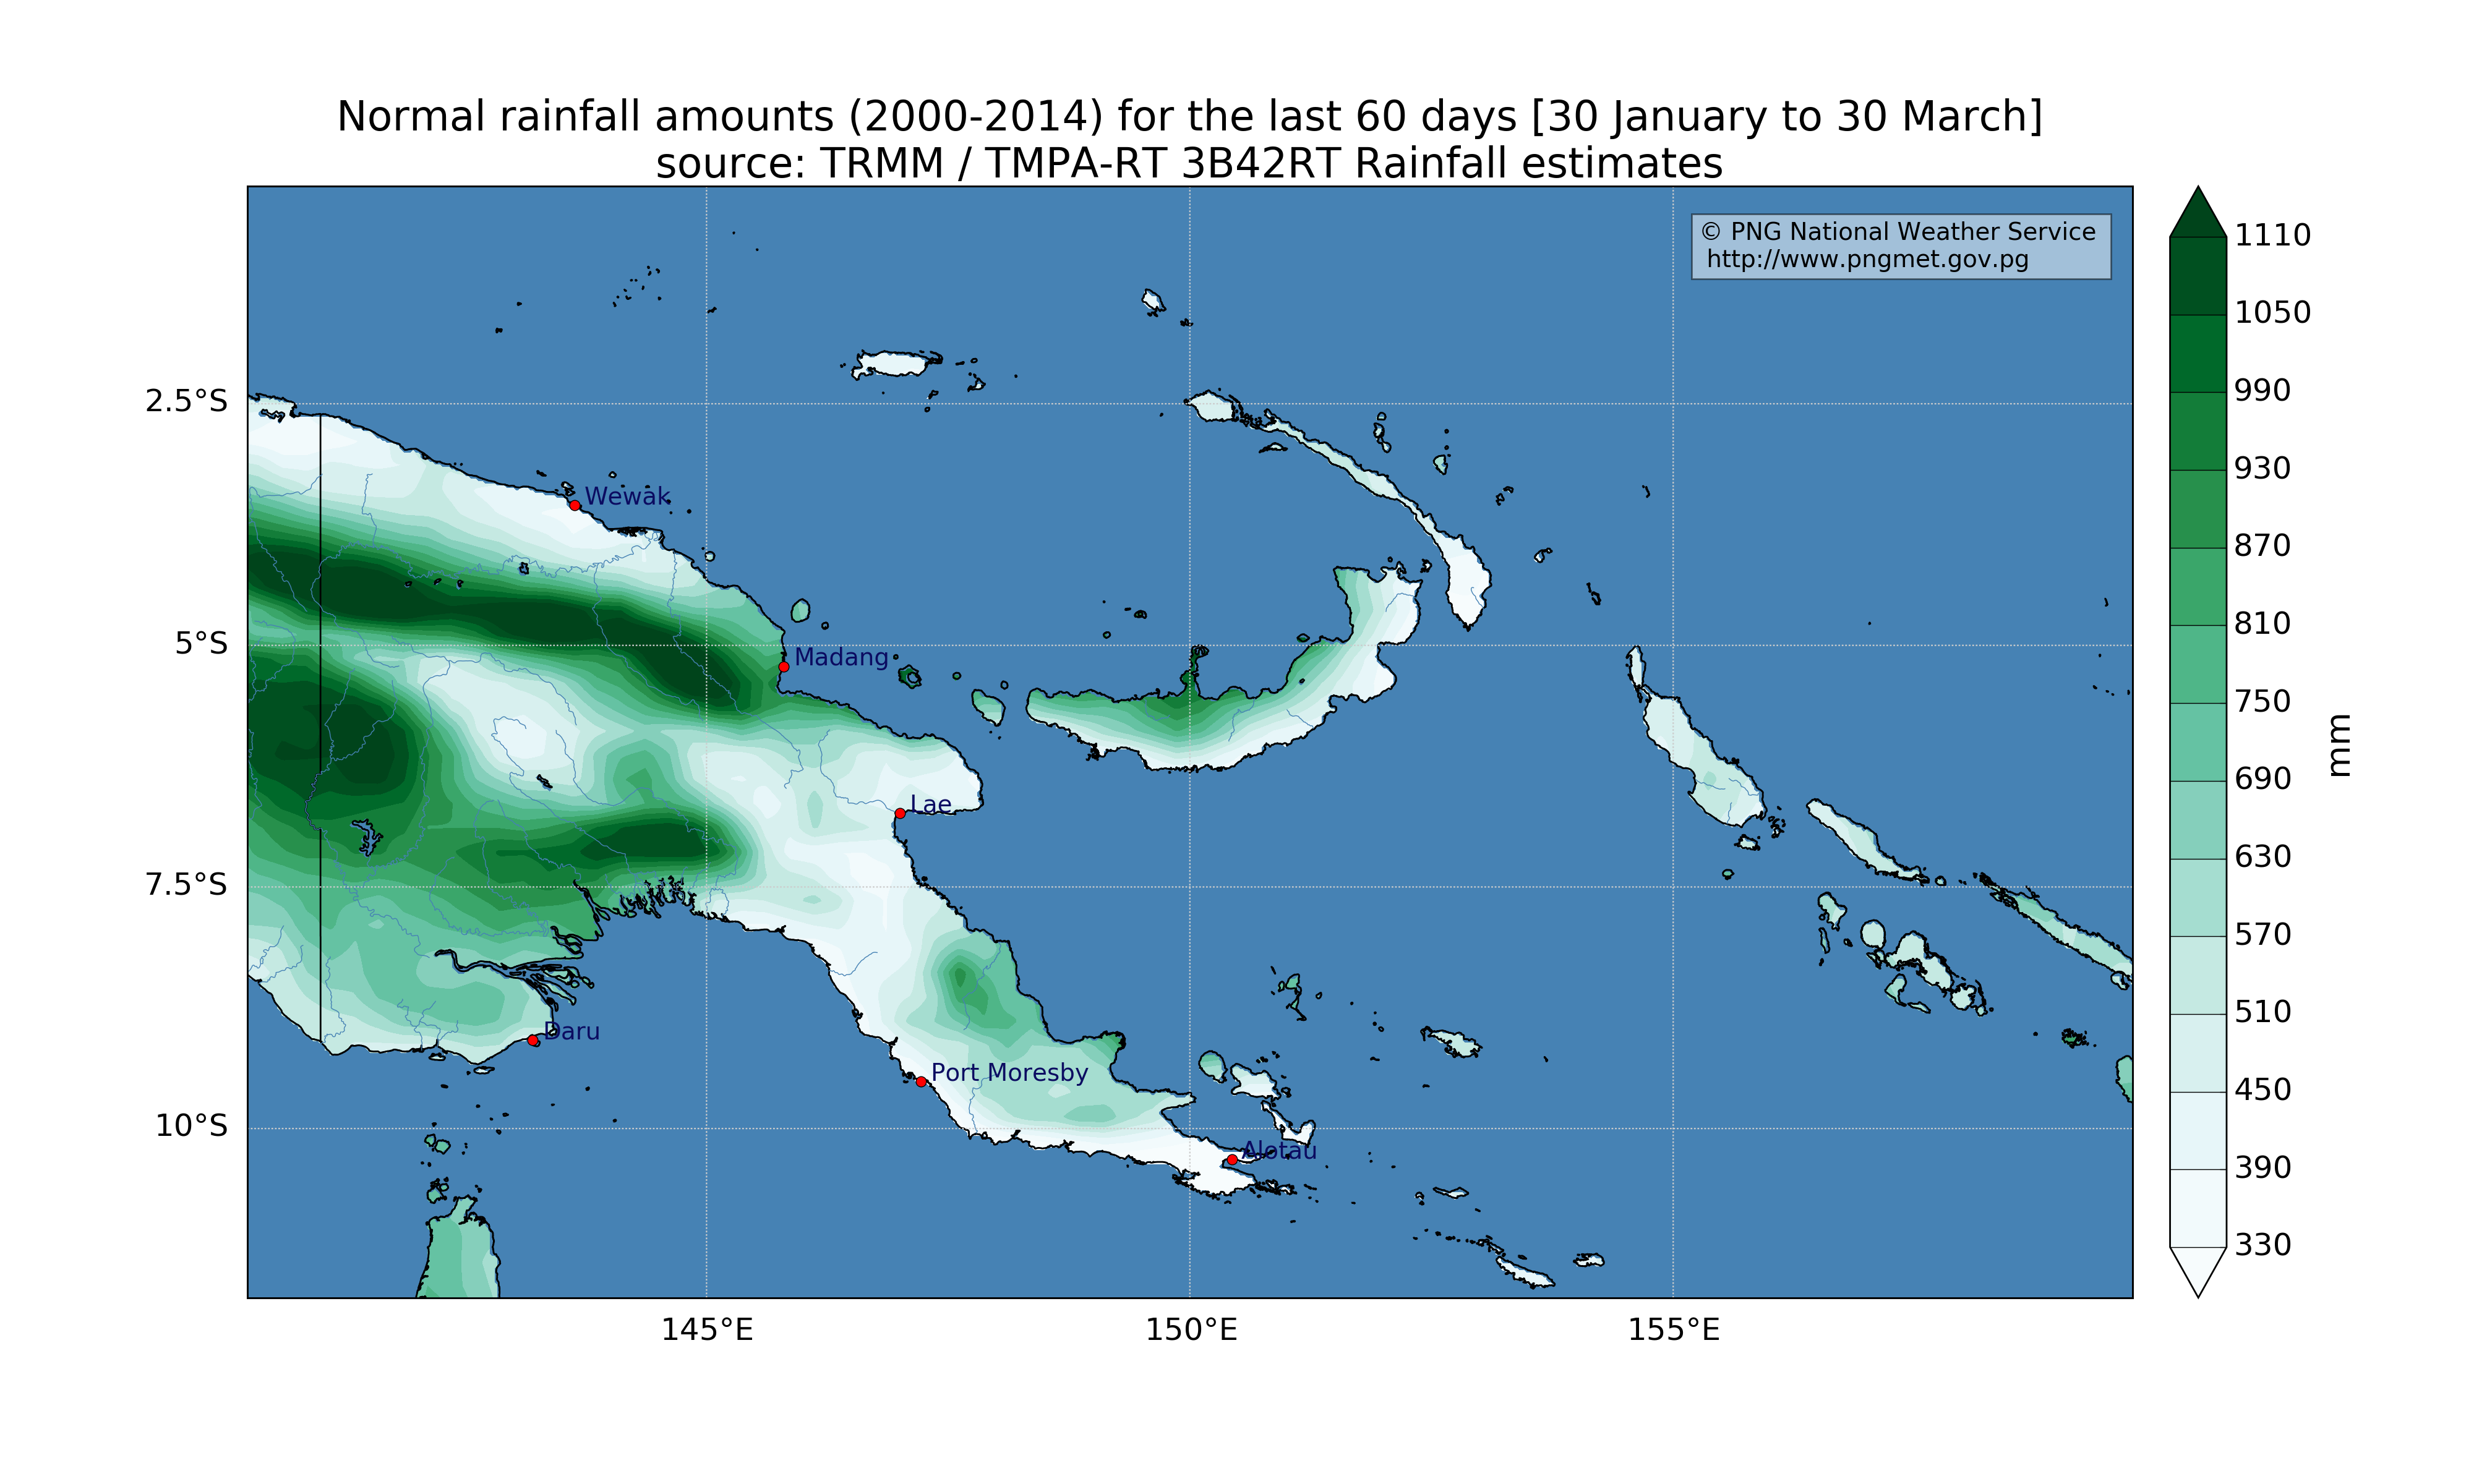 Normal rainfall amounts (2000-2014) for the last 60 days [30 January to 30 March]
source: TRMM / TMPA-RT 3B42RT Rainfall estimates
© PNG National Weather Service
http://www.pngmet.gov.pg
1110
1050
990
930
870
810
750
690
630
570
510
450
390
330
mm
2.5°S
5°S
7.5°S
10°S
Wewak
Madang
Lae
Daru
Port Moresby
Alotau
145°E
150°E
155°E